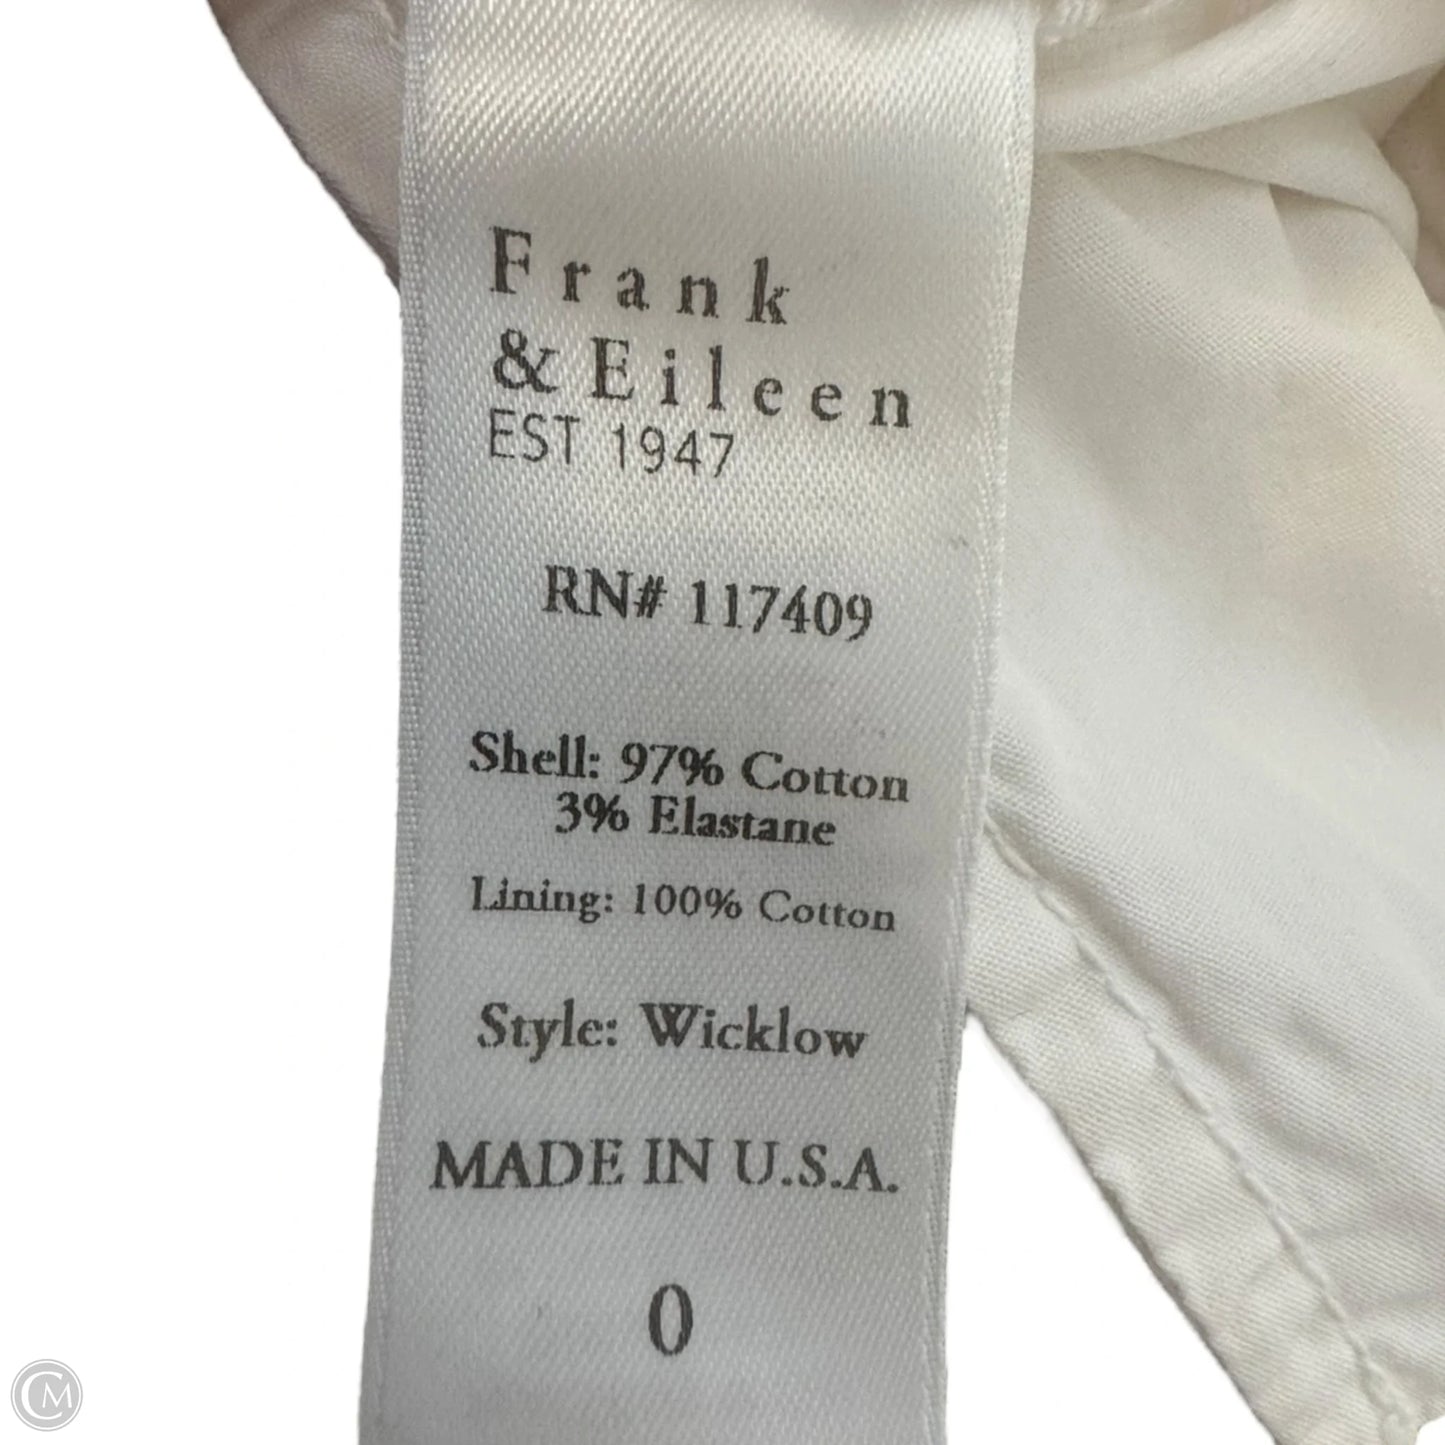 Frank
& Eileen
EST 1947
RN# 117409
Shell: 97% Cotton
3% Elastane
Lining: 100% Cotton
Style: Wicklow
MADE IN U.S.A.
0
CM